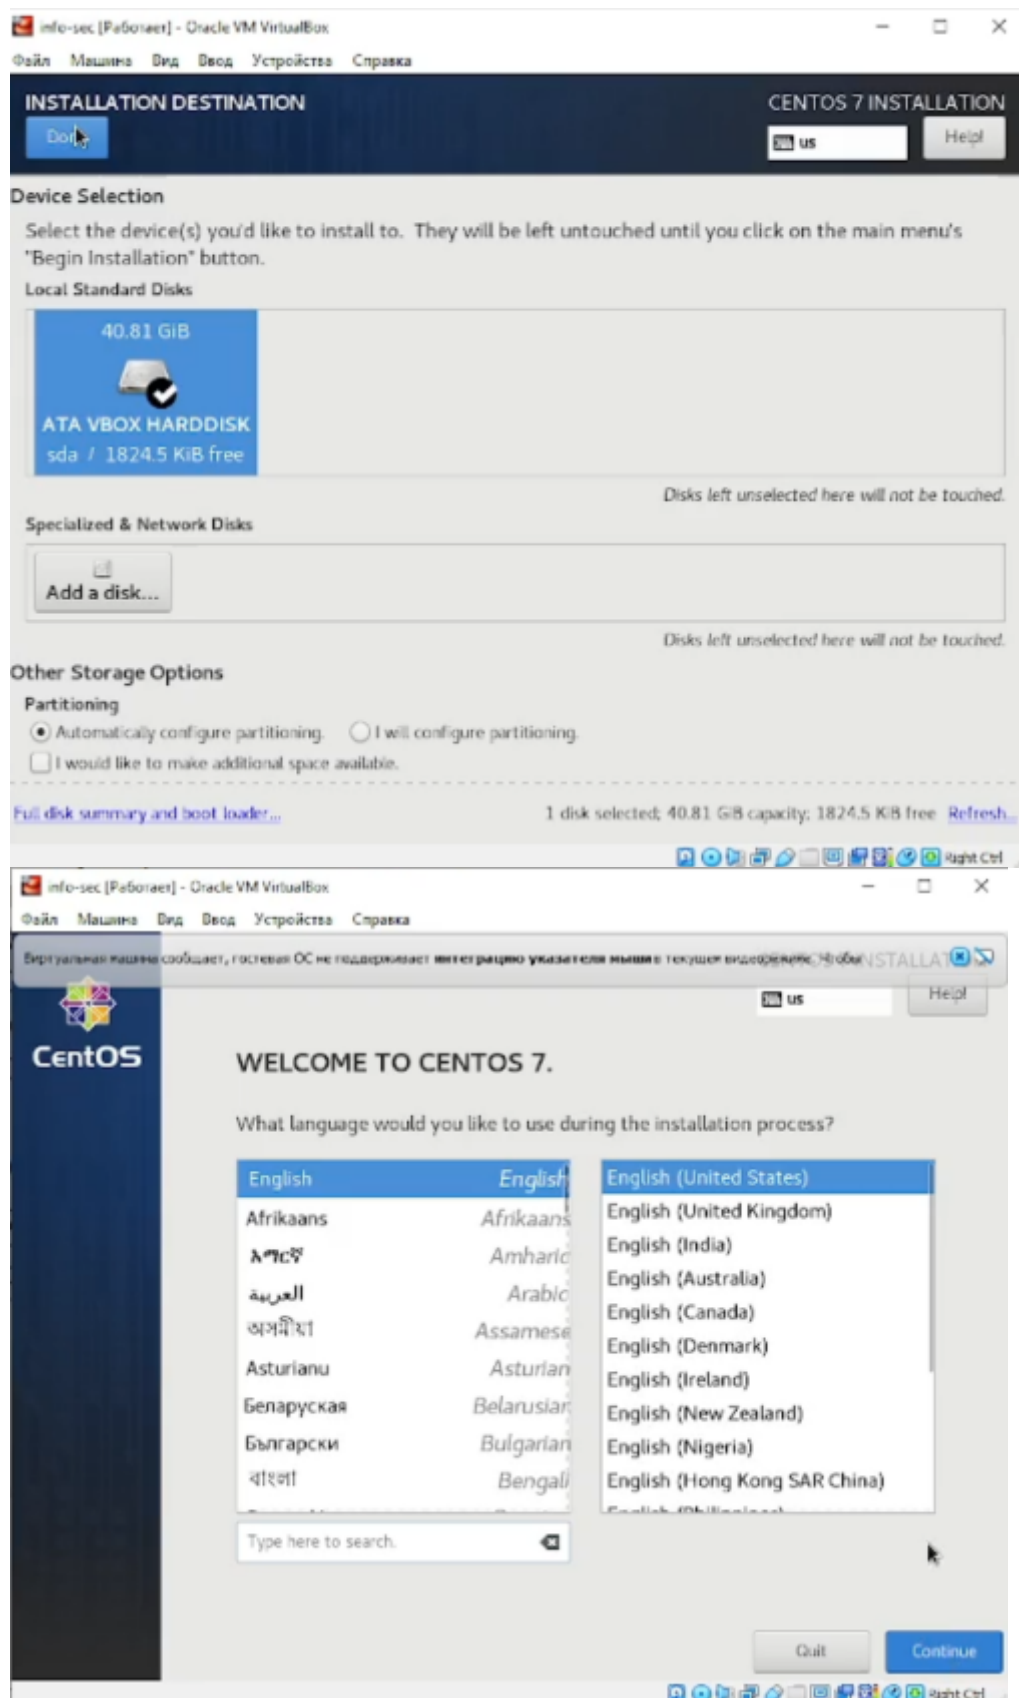 info-sec [Работает] - Oracle VM VirtualBox
Файл Машина Вид Ввод Устройства Справка
INSTALLATION DESTINATION
CENTOS 7 INSTALLATION
us
Help!
Device Selection
Select the device(s) you'd like to install to. They will be left untouched until you click on the main menu's
"Begin Installation" button.
Local Standard Disks
40.81 GiB
ATA VBOX HARDDISK
sda / 1824.5 KiB free
Disks left unselected here will not be touched.
Specialized & Network Disks
Add a disk...
Disks left unselected here will not be touched.
Other Storage Options
Partitioning
Automatically configure partitioning. I will configure partitioning.
I would like to make additional space available.
Full disk summary and boot loader...
1 disk selected; 40.81 GiB capacity; 1824.5 KiB free Refresh...
Right Ctrl
info-sec [Работает] - Oracle VM VirtualBox
Файл Машина Вид Ввод Устройства Справка
Виртуальная машина сообщает, гостевая ОС не поддерживает интеграцию указателя мыши в текущем видеорежиме. Чтобы
us
Help!
CentOS
WELCOME TO CENTOS 7.
What language would you like to use during the installation process?
English English
Afrikaans Afrikaans
አማርኛ Amharic
العربية Arabic
অসমীয়া Assamese
Asturianu Asturian
Беларуская Belarusian
Български Bulgarian
বাংলা Bengali
English (United States)
English (United Kingdom)
English (India)
English (Australia)
English (Canada)
English (Denmark)
English (Ireland)
English (New Zealand)
English (Nigeria)
English (Hong Kong SAR China)
English (Philippines)
Type here to search.
Quit
Continue
Right Ctrl